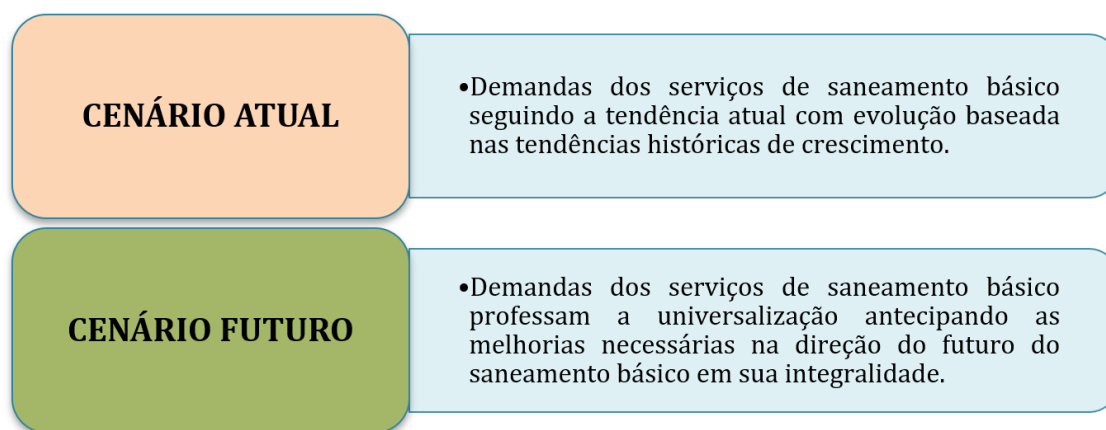 CENÁRIO ATUAL
•Demandas dos serviços de saneamento básico
seguindo a tendência atual com evolução baseada
nas tendências históricas de crescimento.
CENÁRIO FUTURO
•Demandas dos serviços de saneamento básico
professam a universalização antecipando as
melhorias necessárias na direção do futuro do
saneamento básico em sua integralidade.